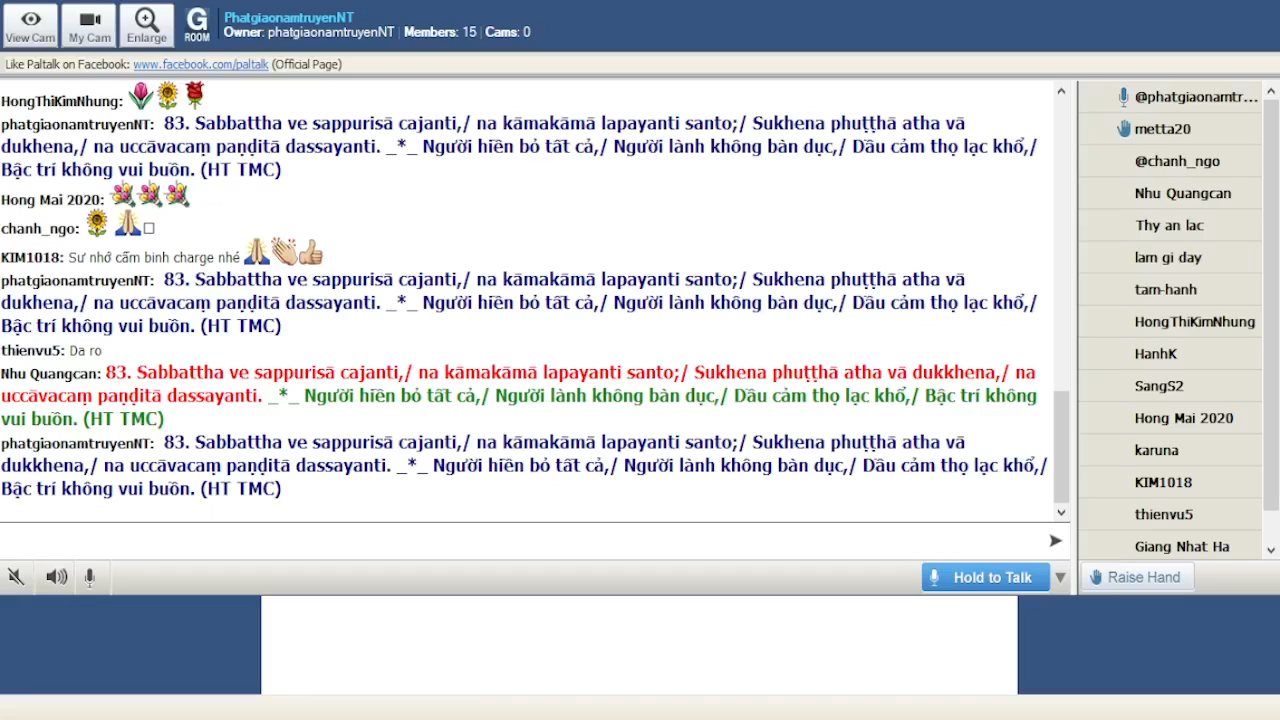 View Cam
My Cam
Enlarge
G
ROOM
PhatgiaonamtruyenNT
Owner: phatgiaonamtruyenNT | Members: 15 | Cams: 0
Like Paltalk on Facebook: www.facebook.com/paltalk (Official Page)
HongThiKimNhung:
phatgiaonamtruyenNT: 83. Sabbattha ve sappurisā cajanti,/ na kāmakāmā lapayanti santo;/ Sukhena phuṭṭhā atha vā
dukhena,/ na uccāvacaṃ paṇḍitā dassayanti. _*_ Người hiền bỏ tất cả,/ Người lành không bàn dục,/ Dầu cảm thọ lạc khổ,/
Bậc trí không vui buồn. (HT TMC)
Hong Mai 2020:
chanh_ngo:
KIM1018: Sư nhớ cấm binh charge nhé
phatgiaonamtruyenNT: 83. Sabbattha ve sappurisā cajanti,/ na kāmakāmā lapayanti santo;/ Sukhena phuṭṭhā atha vā
dukhena,/ na uccāvacaṃ paṇḍitā dassayanti. _*_ Người hiền bỏ tất cả,/ Người lành không bàn dục,/ Dầu cảm thọ lạc khổ,/
Bậc trí không vui buồn. (HT TMC)
thienvu5: Da ro
Nhu Quangcan: 83. Sabbattha ve sappurisā cajanti,/ na kāmakāmā lapayanti santo;/ Sukhena phuṭṭhā atha vā dukkhena,/ na
uccāvacaṃ paṇḍitā dassayanti. _*_ Người hiền bỏ tất cả,/ Người lành không bàn dục,/ Dầu cảm thọ lạc khổ,/ Bậc trí không
vui buồn. (HT TMC)
phatgiaonamtruyenNT: 83. Sabbattha ve sappurisā cajanti,/ na kāmakāmā lapayanti santo;/ Sukhena phuṭṭhā atha vā
dukkhena,/ na uccāvacaṃ paṇḍitā dassayanti. _*_ Người hiền bỏ tất cả,/ Người lành không bàn dục,/ Dầu cảm thọ lạc khổ,/
Bậc trí không vui buồn. (HT TMC)
Hold to Talk
@phatgiaonamtr...
metta20
@chanh_ngo
Nhu Quangcan
Thy an lac
lam gi day
tam-hanh
HongThiKimNhung
HanhK
SangS2
Hong Mai 2020
karuna
KIM1018
thienvu5
Giang Nhat Ha
Raise Hand